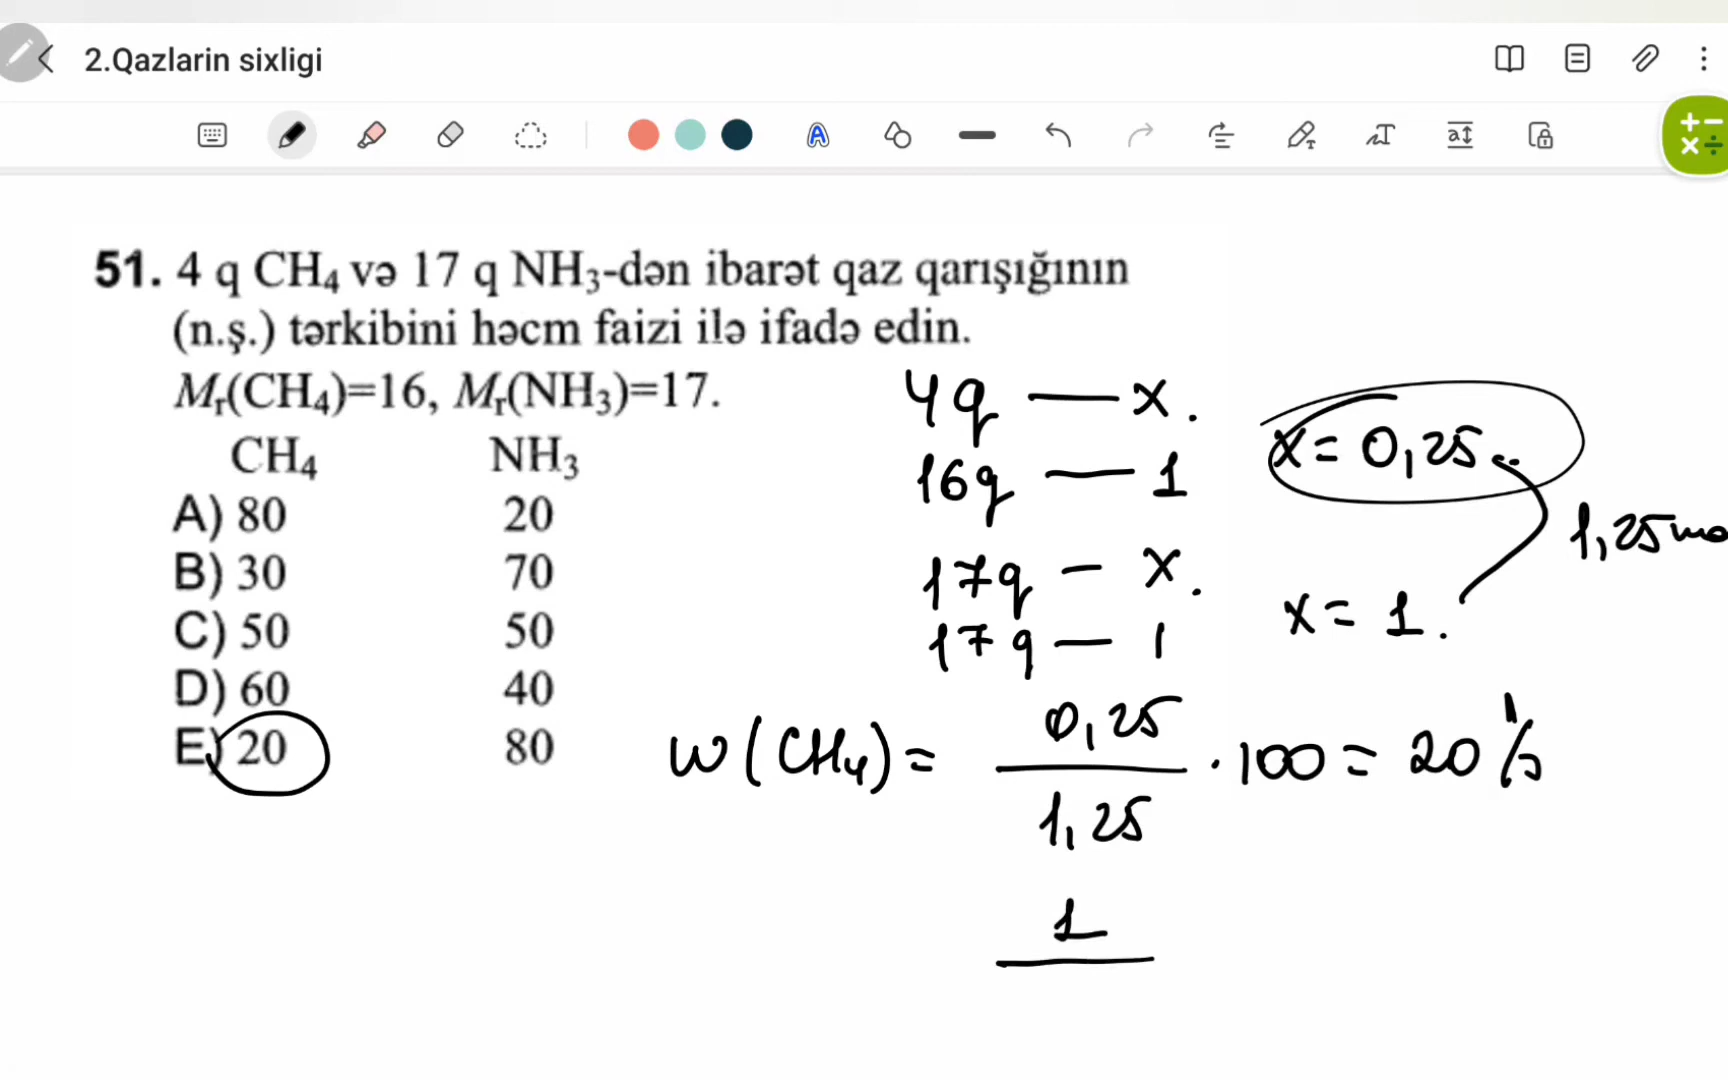 2.Qazlarin sixligi
51. 4 q CH₄ və 17 q NH₃-dən ibarət qaz qarışığının
(n.ş.) tərkibini həcm faizi ilə ifadə edin.
Mᵣ(CH₄)=16, Mᵣ(NH₃)=17.
CH₄ NH₃
A) 80 20
B) 30 70
C) 50 50
D) 60 40
E) 20 80
4q — x.
16q — 1
x = 0,25
17q — x.
17q — 1
x = 1.
1,25mo
w(CH₄) = 0,25 / 1,25 · 100 = 20%
1